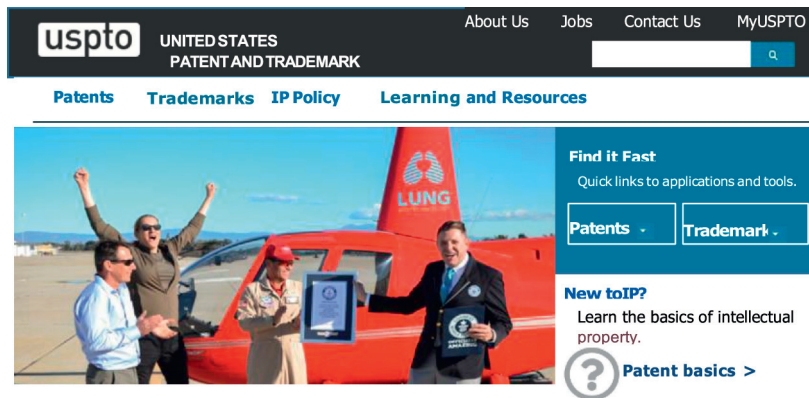 About Us Jobs Contact Us MyUSPTO
uspto
UNITED STATES
PATENT AND TRADEMARK
Patents Trademarks IP Policy Learning and Resources
LUNG
Find it Fast
Quick links to applications and tools.
Patents
Trademark
New toIP?
Learn the basics of intellectual
property.
?
Patent basics >